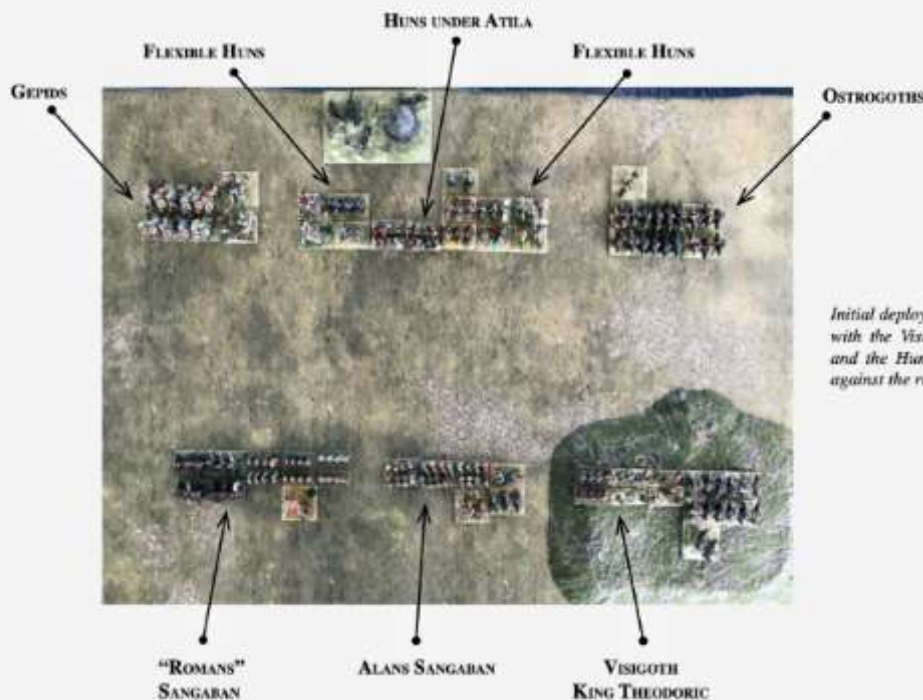 HUNS UNDER ATILA
FLEXIBLE HUNS
FLEXIBLE HUNS
GEPIDS
OSTROGOTHS
Initial deploy
with the Vis
and the Hun
against the r
"ROMANS"
SANGABAN
ALANS SANGABAN
VISIGOTH
KING THEODORIC